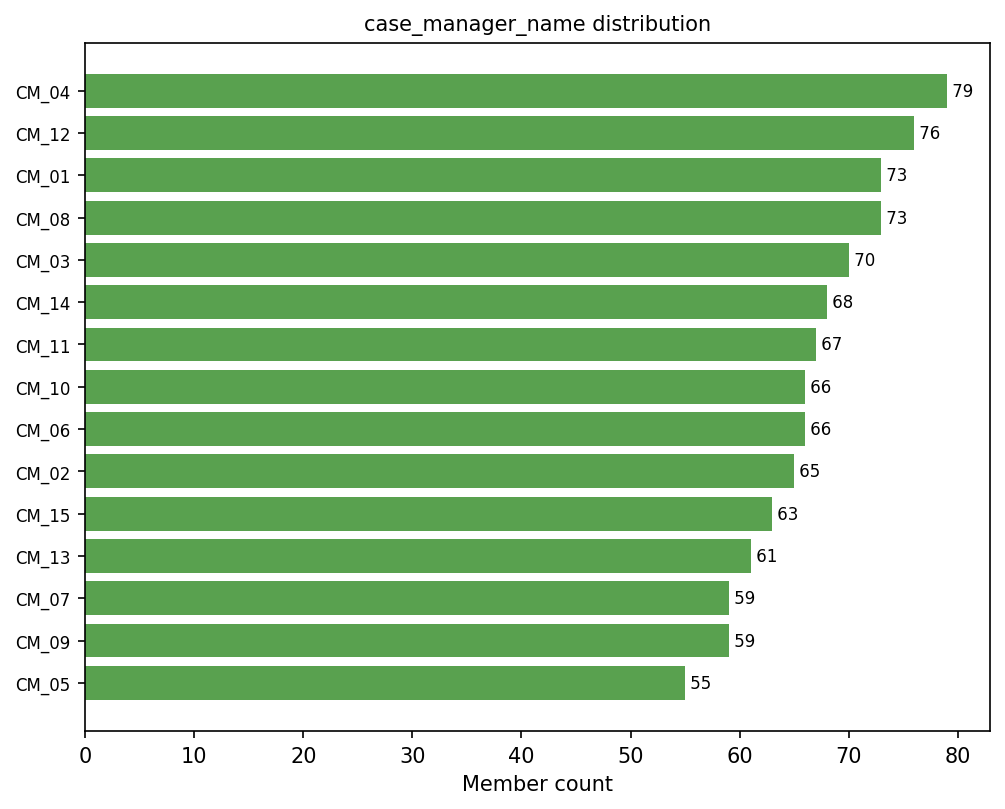 case_manager_name distribution
CM_04 79
CM_12 76
CM_01 73
CM_08 73
CM_03 70
CM_14 68
CM_11 67
CM_10 66
CM_06 66
CM_02 65
CM_15 63
CM_13 61
CM_07 59
CM_09 59
CM_05 55
0 10 20 30 40 50 60 70 80
Member count